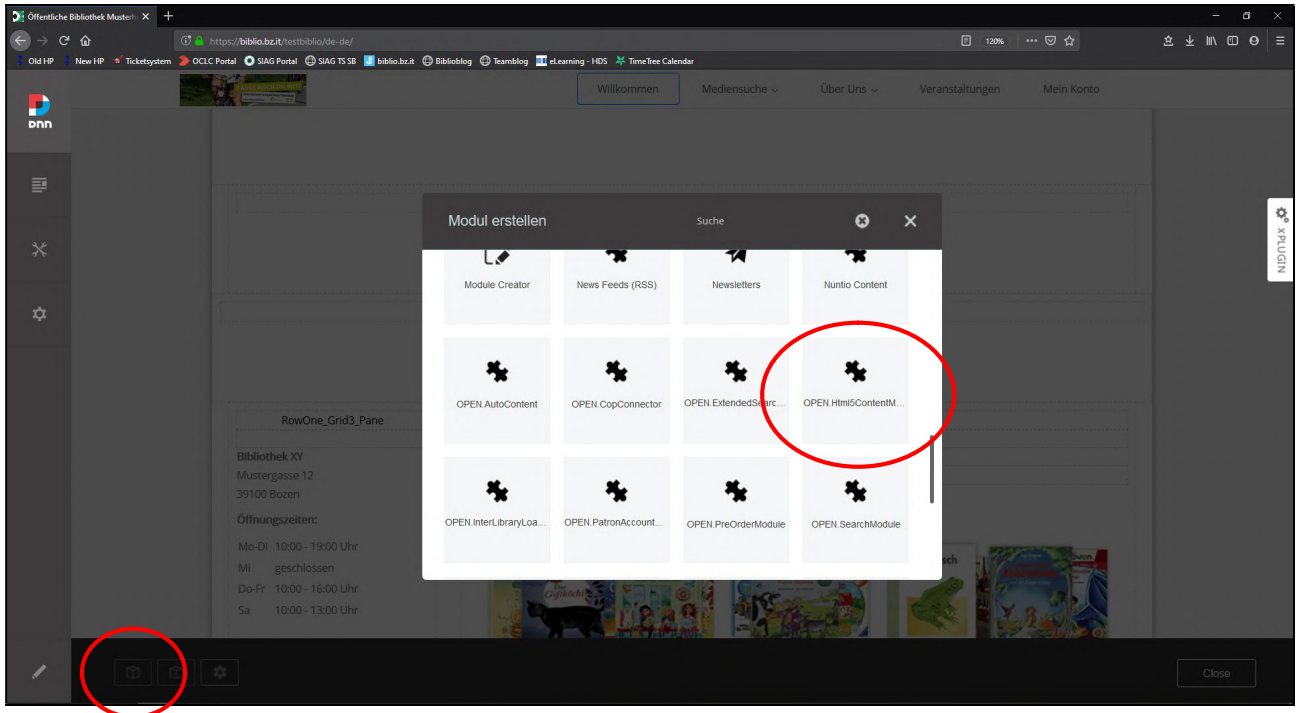 Öffentliche Bibliothek Musterh
https://biblio.bz.it/testbiblio/de-de/
120%
Old HP New HP Ticketsystem OCLC Portal SIAG Portal SIAG TS SB biblio.bz.it Biblioblog Teamblog eLearning - HDS TimeTree Calendar
Willkommen Mediensuche Über Uns Veranstaltungen Mein Konto
DNN
XPLUGIN
Modul erstellen Suche
Module Creator News Feeds (RSS) Newsletters Nuntio Content
OPEN.AutoContent OPEN.CopConnector OPEN.ExtendedSearc... OPEN.Html5ContentM...
OPEN.InterLibraryLoa... OPEN.PatronAccount... OPEN.PreOrderModule OPEN.SearchModule
RowOne_Grid3_Pane
Bibliothek XY
Mustergasse 12
39100 Bozen
Öffnungszeiten:
Mo-Di 10:00 - 19:00 Uhr
Mi geschlossen
Do-Fr 10:00 - 16:00 Uhr
Sa 10:00 - 13:00 Uhr
Close